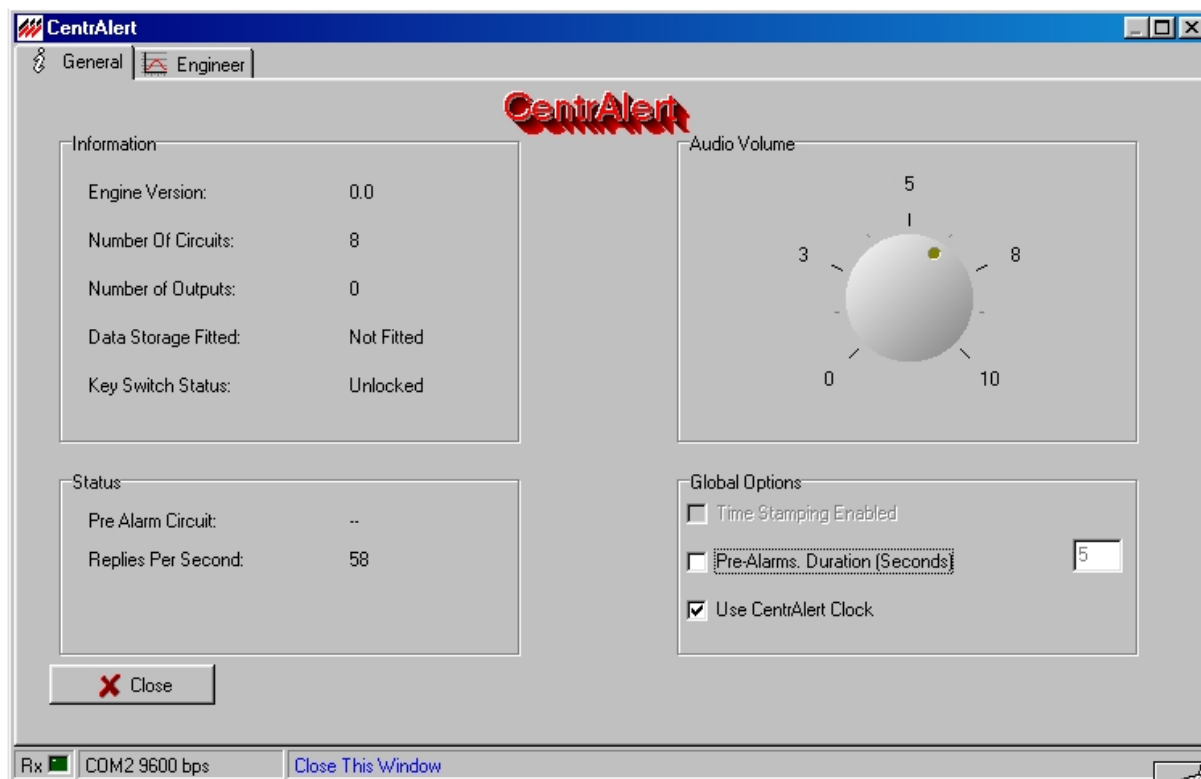 CentrAlert
General
Engineer
CentrAlert
Information
Engine Version: 0.0
Number Of Circuits: 8
Number of Outputs: 0
Data Storage Fitted: Not Fitted
Key Switch Status: Unlocked
Audio Volume
5
3 8
0 10
Status
Pre Alarm Circuit: --
Replies Per Second: 58
Global Options
Time Stamping Enabled
Pre-Alarms. Duration (Seconds) 5
Use CentrAlert Clock
Close
Rx COM2 9600 bps Close This Window